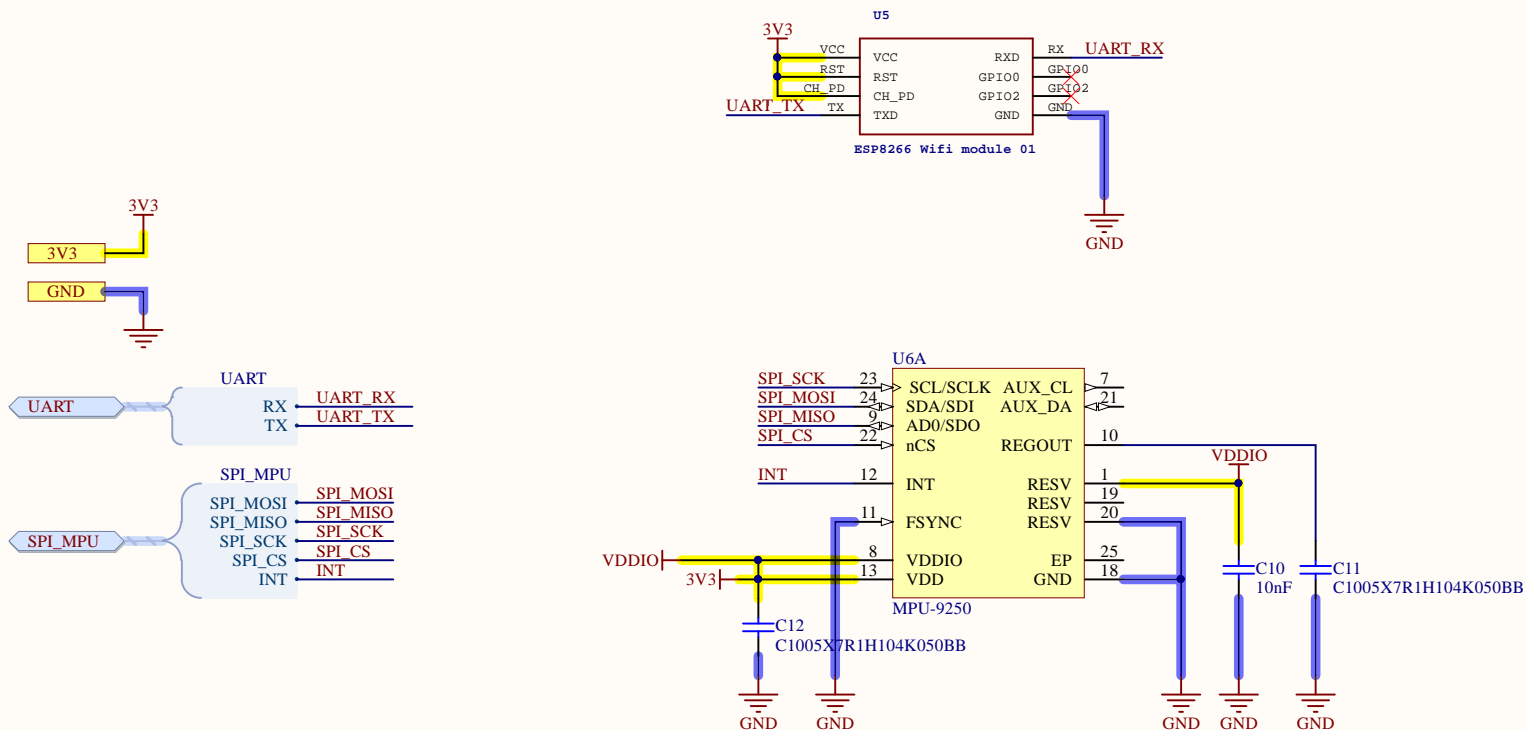 U5
3V3
VCC VCC RXD RX UART_RX
RST RST GPIO0 GPIO0
CH_PD CH_PD GPIO2 GPIO2
UART_TX TX TXD GND GND
ESP8266 Wifi module 01
GND
3V3
3V3
GND
UART
UART
RX UART_RX
TX UART_TX
SPI_MPU
SPI_MPU
SPI_MOSI SPI_MOSI
SPI_MISO SPI_MISO
SPI_SCK SPI_SCK
SPI_CS SPI_CS
INT INT
U6A
SPI_SCK 23 SCL/SCLK AUX_CL 7
SPI_MOSI 24 SDA/SDI AUX_DA 21
SPI_MISO 9 AD0/SDO
SPI_CS 22 nCS REGOUT 10
VDDIO
INT 12 INT RESV 1
RESV 19
11 FSYNC RESV 20
VDDIO 8 VDDIO EP 25
3V3 13 VDD GND 18
MPU-9250
C10
10nF
C11
C1005X7R1H104K050BB
C12
C1005X7R1H104K050BB
GND GND GND GND GND